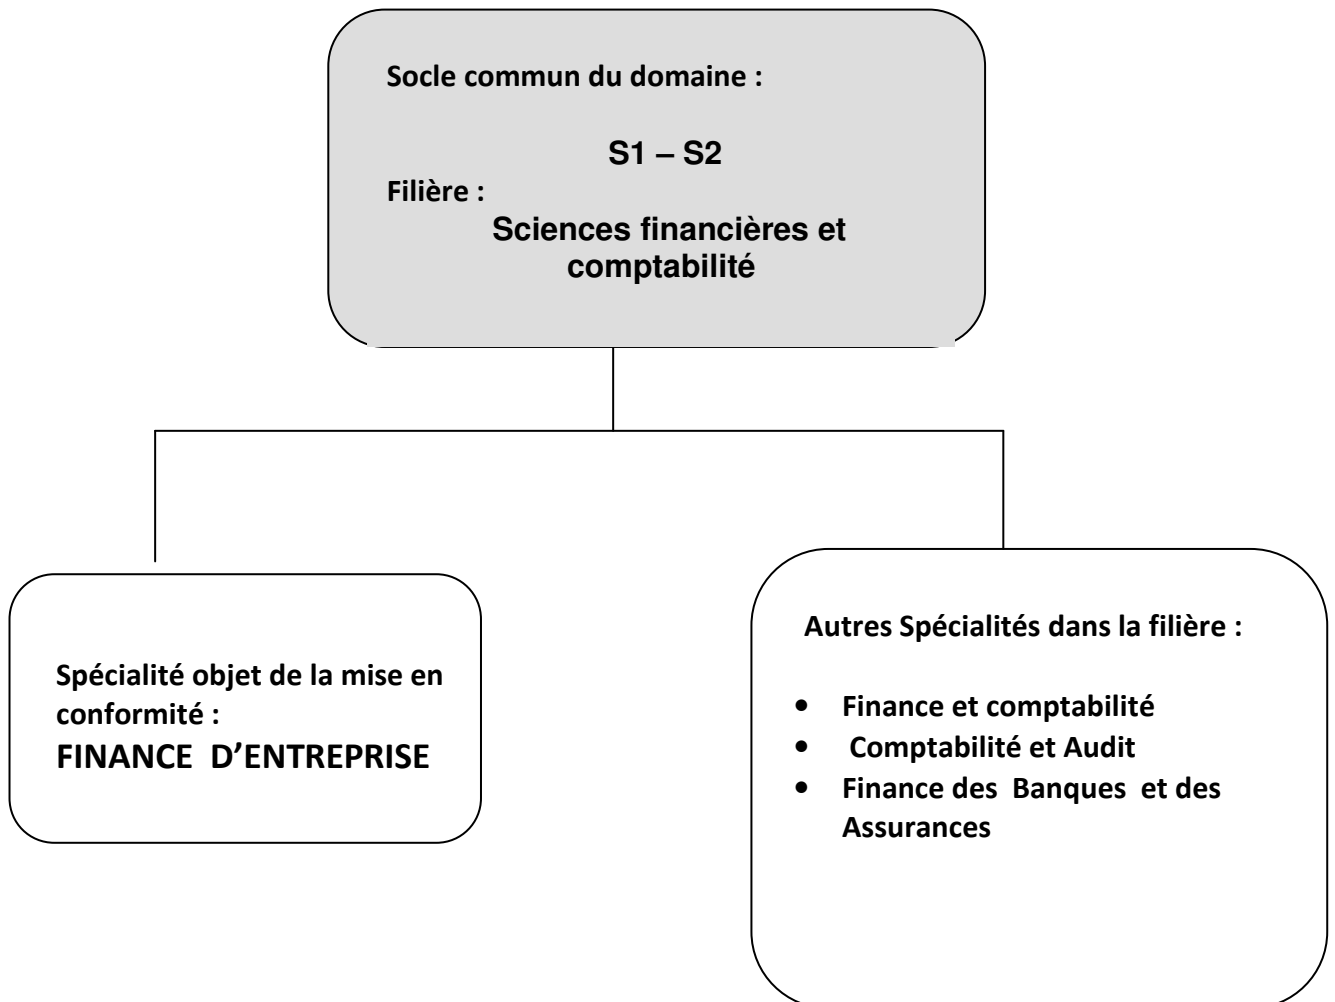 Socle commun du domaine :
S1 – S2
Filière :
Sciences financières et
comptabilité
Spécialité objet de la mise en
conformité :
FINANCE D’ENTREPRISE
Autres Spécialités dans la filière :
• Finance et comptabilité
• Comptabilité et Audit
• Finance des Banques et des
Assurances